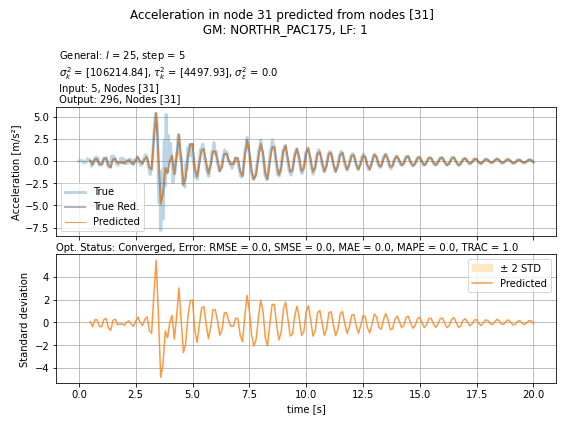 Acceleration in node 31 predicted from nodes [31]
GM: NORTHR_PAC175, LF: 1
General: l = 25, step = 5
σ²ₖ = [106214.84], τ²ₖ = [4497.93], σ²ε = 0.0
Input: 5, Nodes [31]
Output: 296, Nodes [31]
Acceleration [m/s²]
5.0
2.5
0.0
−2.5
−5.0
−7.5
True
True Red.
Predicted
Opt. Status: Converged, Error: RMSE = 0.0, SMSE = 0.0, MAE = 0.0, MAPE = 0.0, TRAC = 1.0
Standard deviation
4
2
0
−2
−4
± 2 STD
Predicted
0.0 2.5 5.0 7.5 10.0 12.5 15.0 17.5 20.0
time [s]